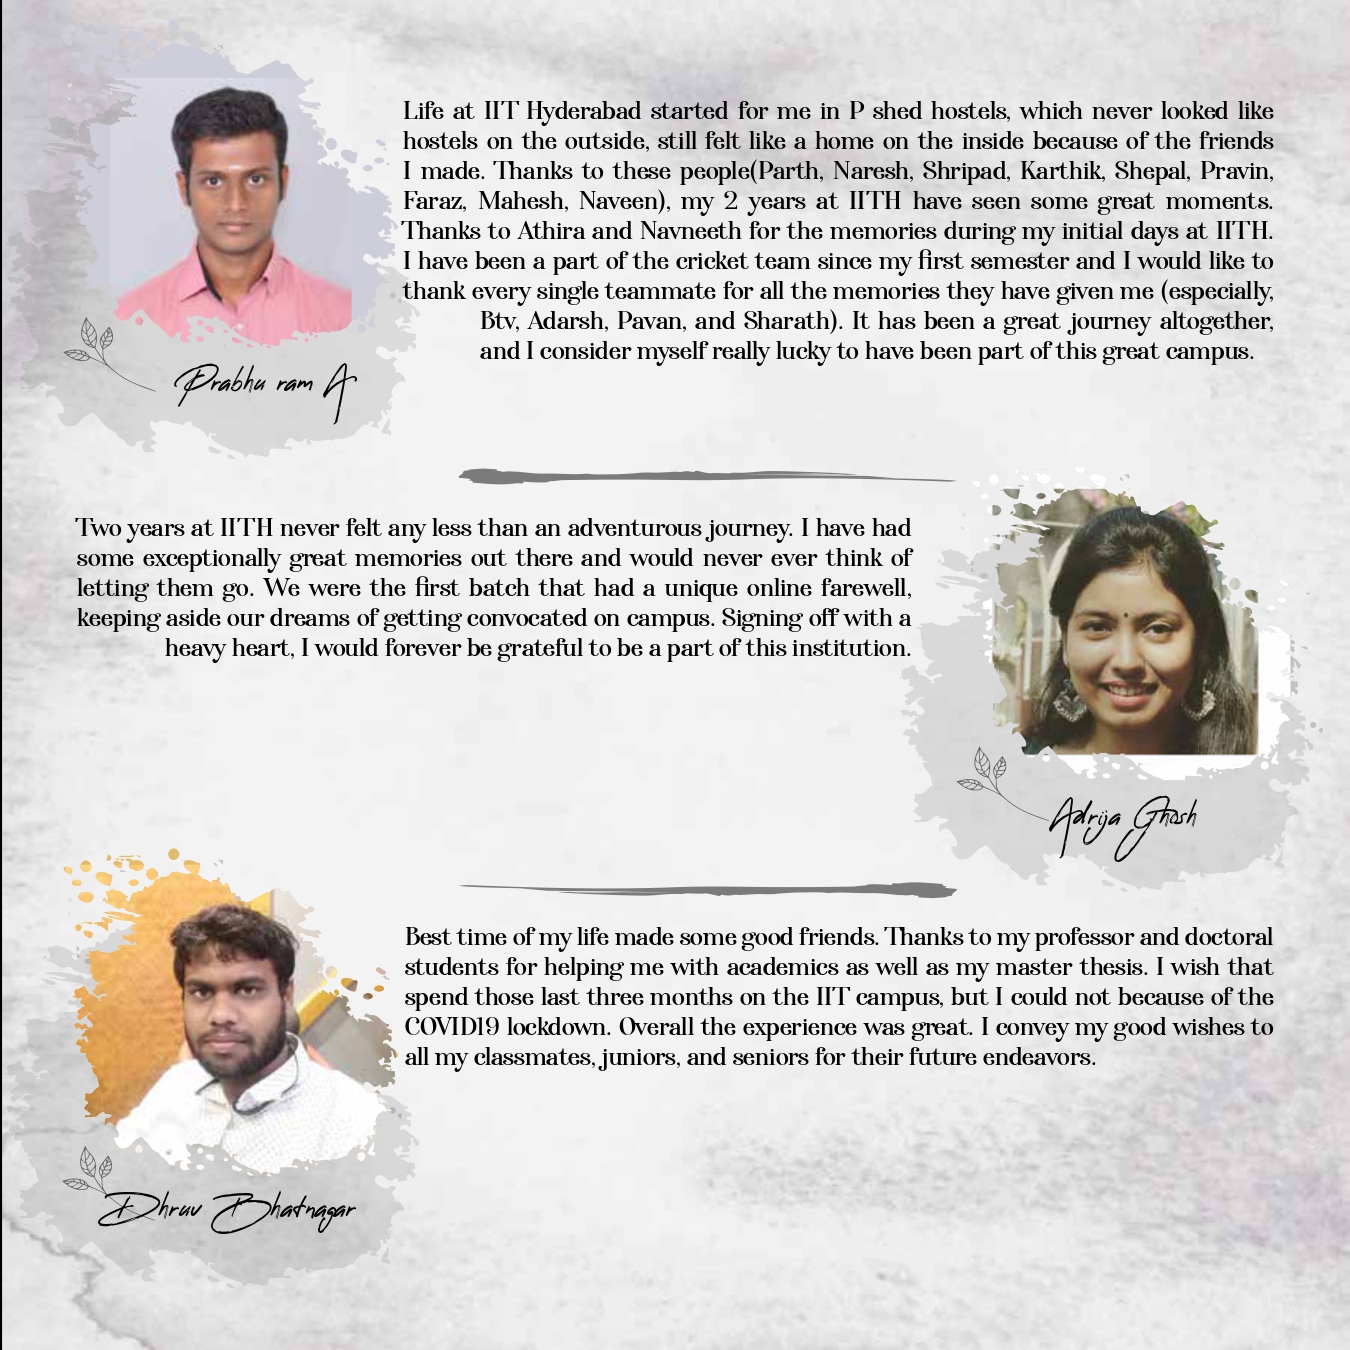 Life at IIT Hyderabad started for me in P shed hostels, which never looked like
hostels on the outside, still felt like a home on the inside because of the friends
I made. Thanks to these people(Parth, Naresh, Shripad, Karthik, Shepal, Pravin,
Faraz, Mahesh, Naveen), my 2 years at IITH have seen some great moments.
Thanks to Athira and Navneeth for the memories during my initial days at IITH.
I have been a part of the cricket team since my first semester and I would like to
thank every single teammate for all the memories they have given me (especially,
Btv, Adarsh, Pavan, and Sharath). It has been a great journey altogether,
and I consider myself really lucky to have been part of this great campus.
Prabhu ram A
Two years at IITH never felt any less than an adventurous journey. I have had
some exceptionally great memories out there and would never ever think of
letting them go. We were the first batch that had a unique online farewell,
keeping aside our dreams of getting convocated on campus. Signing off with a
heavy heart, I would forever be grateful to be a part of this institution.
Adrija Ghosh
Best time of my life made some good friends. Thanks to my professor and doctoral
students for helping me with academics as well as my master thesis. I wish that
spend those last three months on the IIT campus, but I could not because of the
COVID19 lockdown. Overall the experience was great. I convey my good wishes to
all my classmates, juniors, and seniors for their future endeavors.
Dhruv Bhatnagar